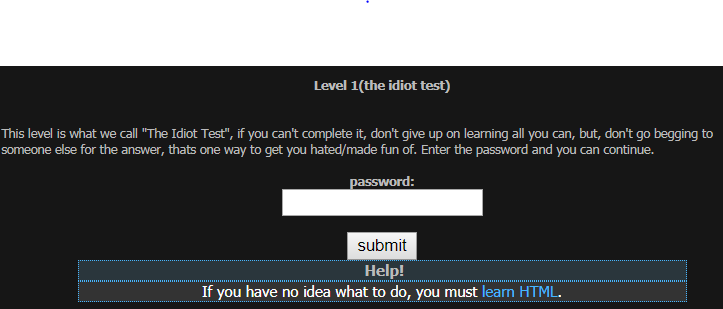 Level 1(the idiot test)
This level is what we call "The Idiot Test", if you can't complete it, don't give up on learning all you can, but, don't go begging to
someone else for the answer, thats one way to get you hated/made fun of. Enter the password and you can continue.
password:
submit
Help!
If you have no idea what to do, you must learn HTML.